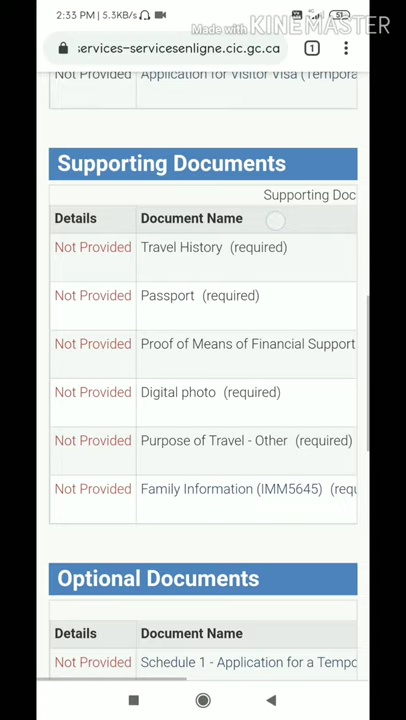 2:33 PM | 5.3KB/s
4G
51
Made with KINEMASTER
ervices-servicesenligne.cic.gc.ca
1
Not Provided Application for Visitor Visa (Tempora
Supporting Documents
Supporting Doc
Details Document Name
Not Provided Travel History (required)
Not Provided Passport (required)
Not Provided Proof of Means of Financial Support
Not Provided Digital photo (required)
Not Provided Purpose of Travel - Other (required)
Not Provided Family Information (IMM5645) (requ
Optional Documents
Details Document Name
Not Provided Schedule 1 - Application for a Tempo